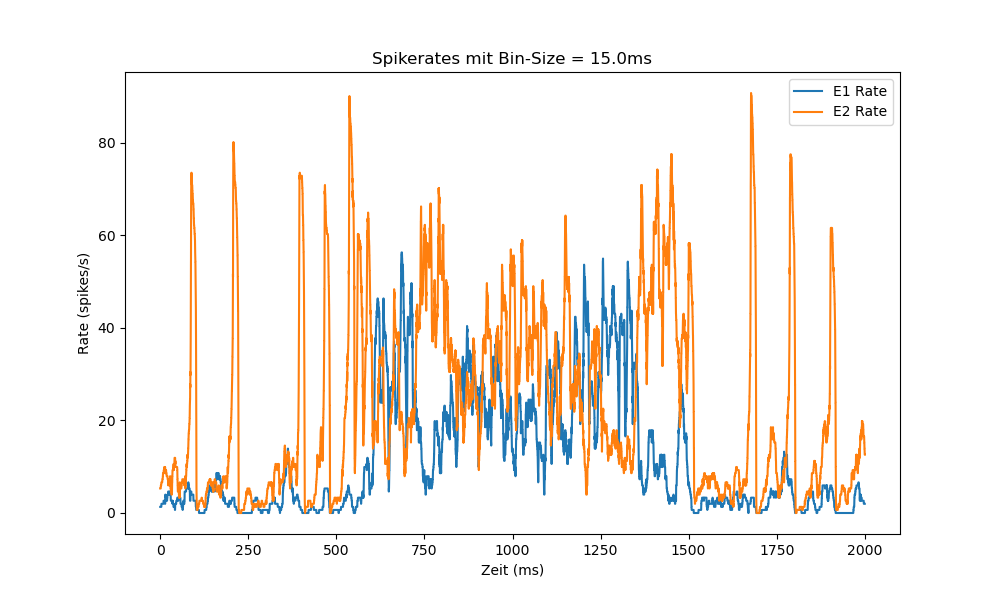 Spikerates mit Bin-Size = 15.0ms
E1 Rate
E2 Rate
Rate (spikes/s)
80
60
40
20
0
0 250 500 750 1000 1250 1500 1750 2000
Zeit (ms)